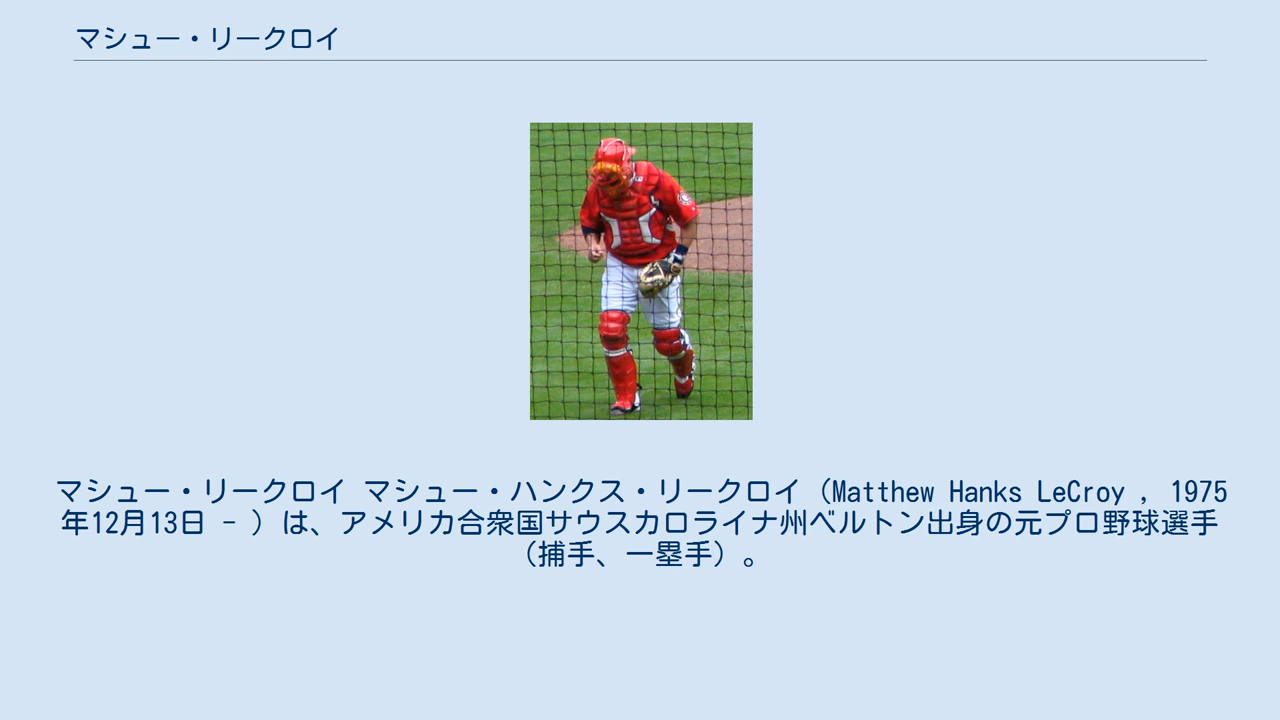 マシュー・リークロイ
マシュー・リークロイ マシュー・ハンクス・リークロイ（Matthew Hanks LeCroy , 1975
年12月13日 - ）は、アメリカ合衆国サウスカロライナ州ベルトン出身の元プロ野球選手
（捕手、一塁手）。